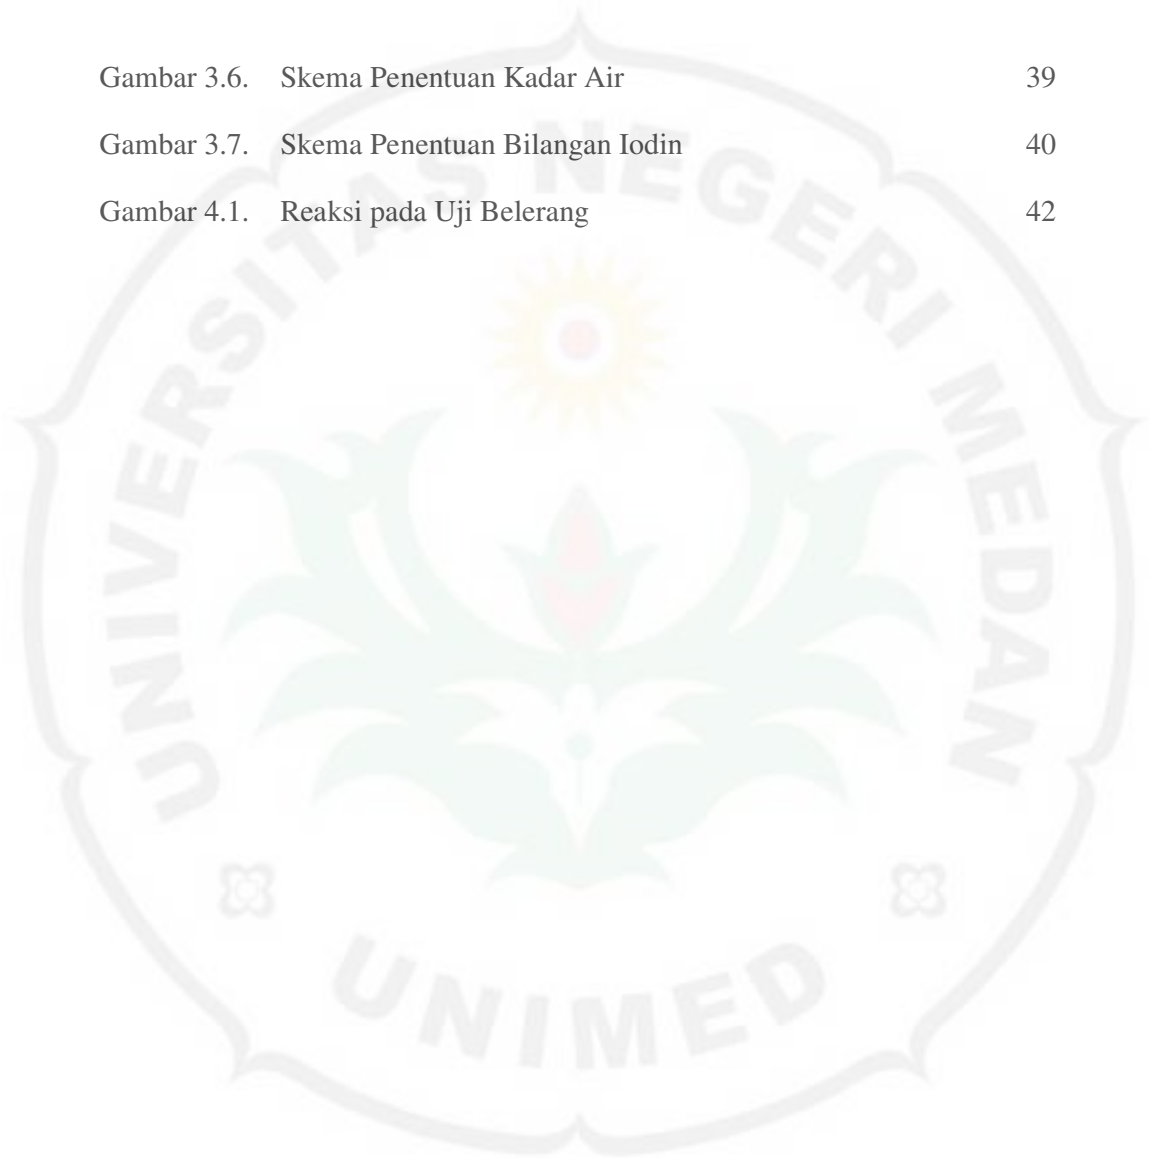 Gambar 3.6. Skema Penentuan Kadar Air 39
Gambar 3.7. Skema Penentuan Bilangan Iodin 40
Gambar 4.1. Reaksi pada Uji Belerang 42
UNIVERSITAS NEGERI MEDAN
UNIMED